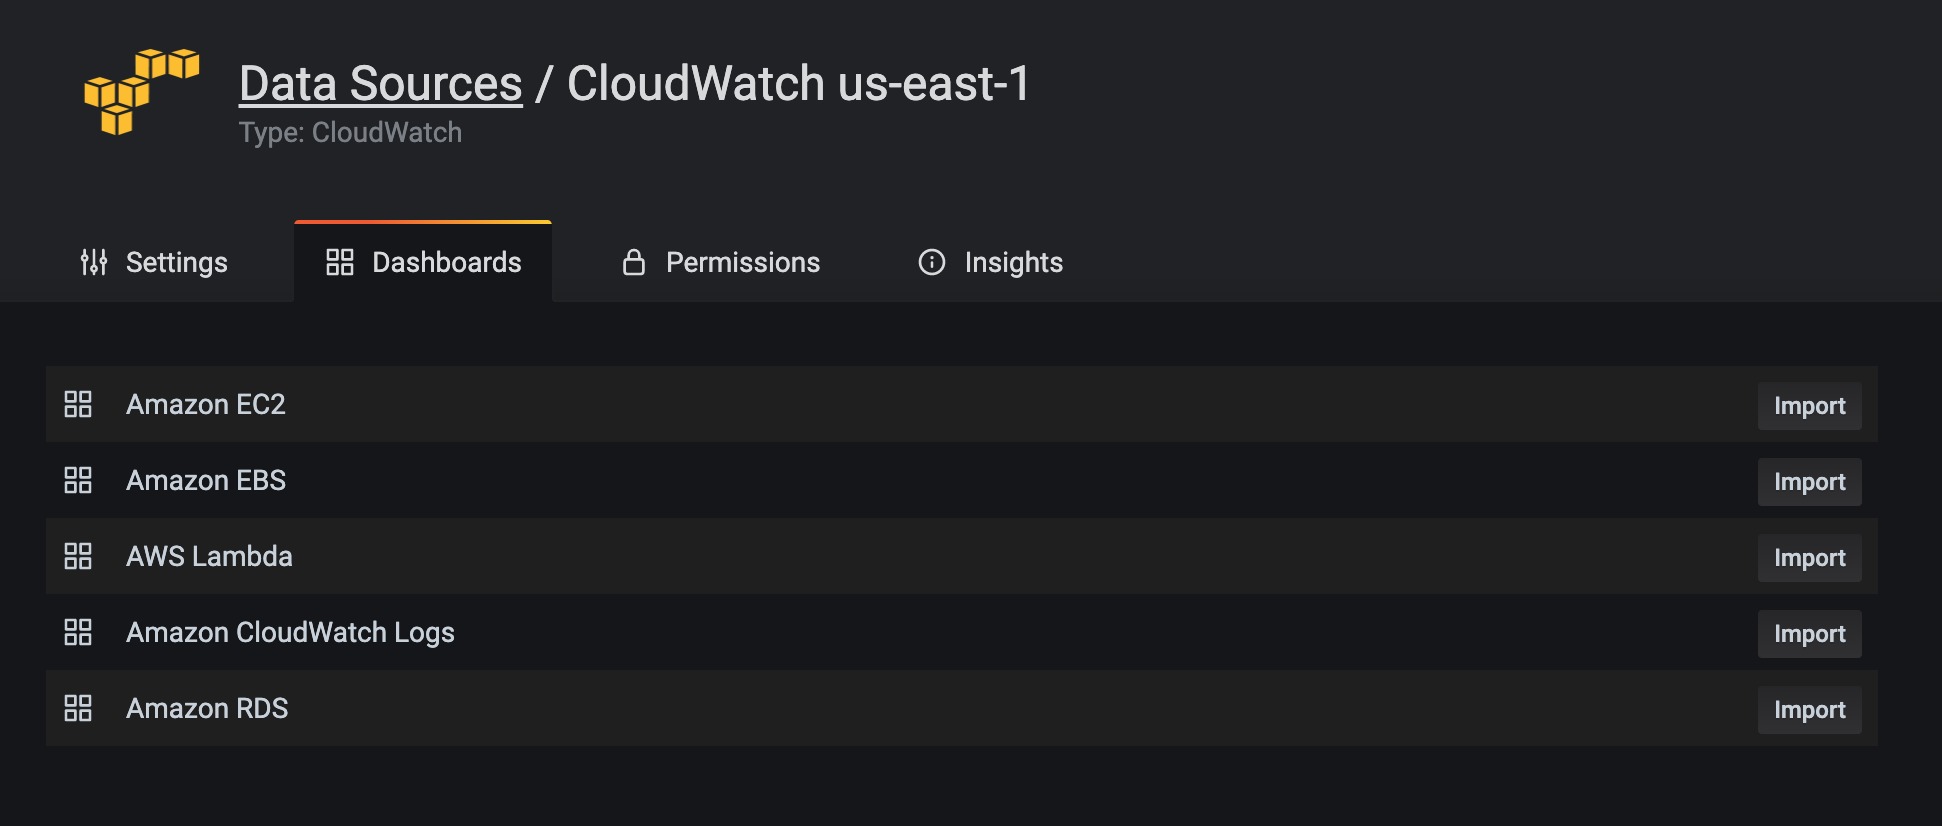 Data Sources / CloudWatch us-east-1
Type: CloudWatch
Settings Dashboards Permissions Insights
Amazon EC2 Import
Amazon EBS Import
AWS Lambda Import
Amazon CloudWatch Logs Import
Amazon RDS Import